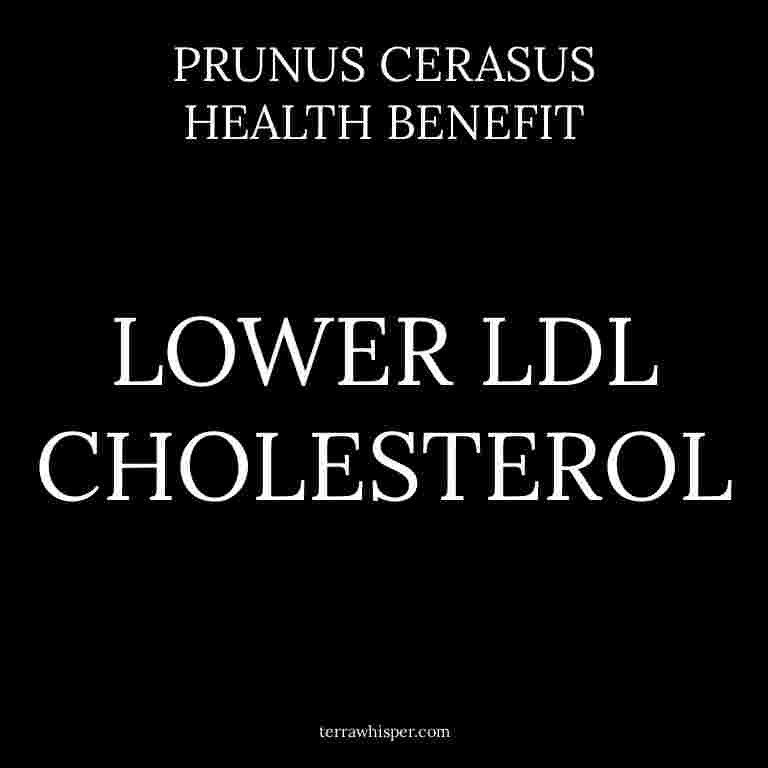 PRUNUS CERASUS
HEALTH BENEFIT
LOWER LDL
CHOLESTEROL
terrawhisper.com